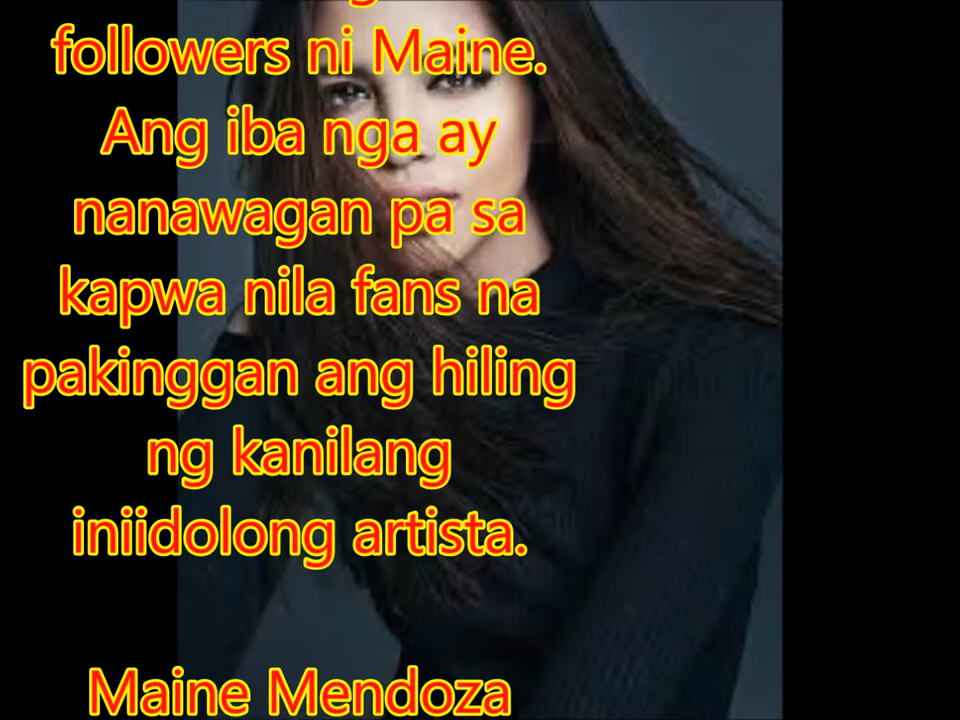 followers ni Maine.
Ang iba nga ay
nanawagan pa sa
kapwa nila fans na
pakinggan ang hiling
ng kanilang
iniidolong artista.
Maine Mendoza